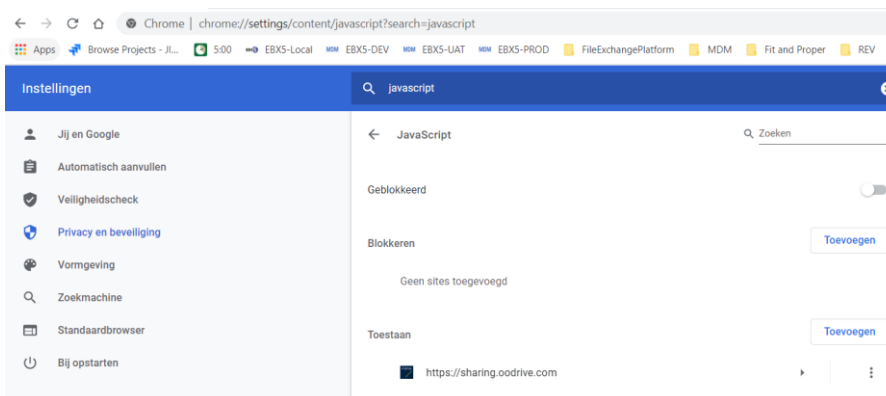 Chrome | chrome://settings/content/javascript?search=javascript
Apps Browse Projects - JI... 5:00 EBX5-Local MDM EBX5-DEV MDM EBX5-UAT MDM EBX5-PROD FileExchangePlatform MDM Fit and Proper REV
Instellingen
javascript
Jij en Google
Automatisch aanvullen
Veiligheidscheck
Privacy en beveiliging
Vormgeving
Zoekmachine
Standaardbrowser
Bij opstarten
JavaScript
Zoeken
Geblokkeerd
Blokkeren
Toevoegen
Geen sites toegevoegd
Toestaan
Toevoegen
https://sharing.oodrive.com